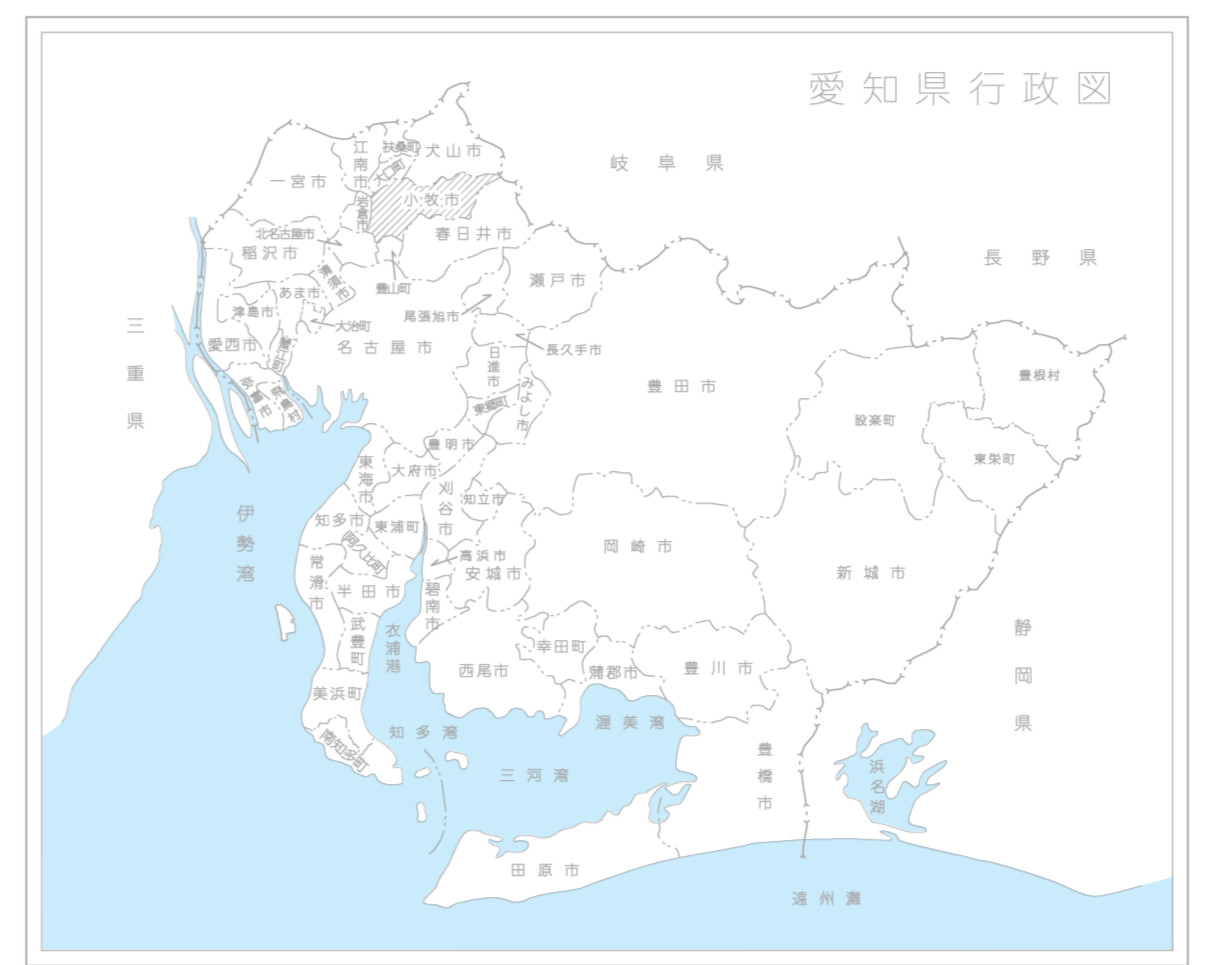 愛知県行政図
岐阜県
長野県
三重県
静岡県
扶桑町
犬山市
江南市
大口町
一宮市
小牧市
岩倉市
北名古屋市
春日井市
稲沢市
清須市
瀬戸市
豊山町
あま市
津島市
尾張旭市
大治町
愛西市
名古屋市
長久手市
蟹江町
日進市
みよし市
豊田市
豊根村
弥富市
飛島村
東郷町
設楽町
豊明市
東栄町
東海市
大府市
刈谷市
知立市
伊勢湾
知多市
東浦町
阿久比町
岡崎市
高浜市
安城市
新城市
常滑市
半田市
碧南市
武豊町
衣浦港
幸田町
西尾市
蒲郡市
豊川市
美浜町
南知多町
知多湾
渥美湾
三河湾
豊橋市
浜名湖
田原市
遠州灘